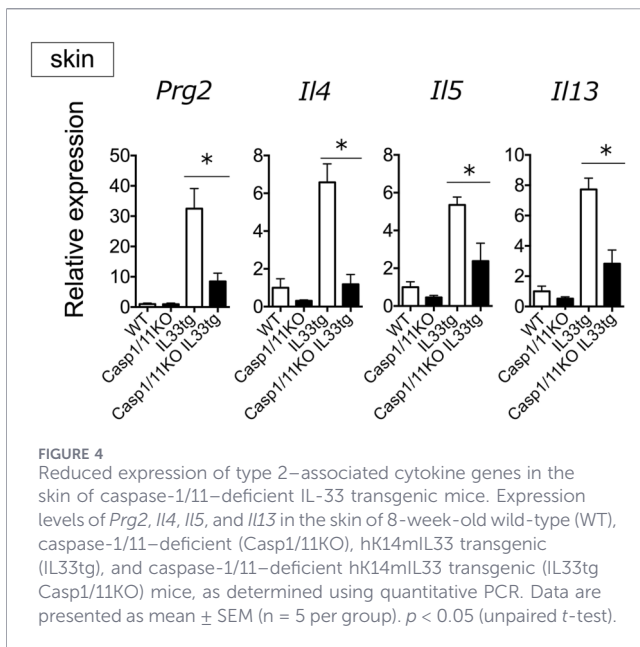 skin
Prg2 Il4 Il5 Il13
Relative expression
50 8 8 10
40 6 6 8
30 4 4 6
20 2 2 4
10 0 0 2
0 0
* * * *
WT Casp1/11KO IL33tg Casp1/11KO IL33tg
WT Casp1/11KO IL33tg Casp1/11KO IL33tg
WT Casp1/11KO IL33tg Casp1/11KO IL33tg
WT Casp1/11KO IL33tg Casp1/11KO IL33tg
FIGURE 4
Reduced expression of type 2–associated cytokine genes in the
skin of caspase-1/11–deficient IL-33 transgenic mice. Expression
levels of Prg2, Il4, Il5, and Il13 in the skin of 8-week-old wild-type (WT),
caspase-1/11–deficient (Casp1/11KO), hK14mIL33 transgenic
(IL33tg), and caspase-1/11–deficient hK14mIL33 transgenic (IL33tg
Casp1/11KO) mice, as determined using quantitative PCR. Data are
presented as mean ± SEM (n = 5 per group). p < 0.05 (unpaired t-test).